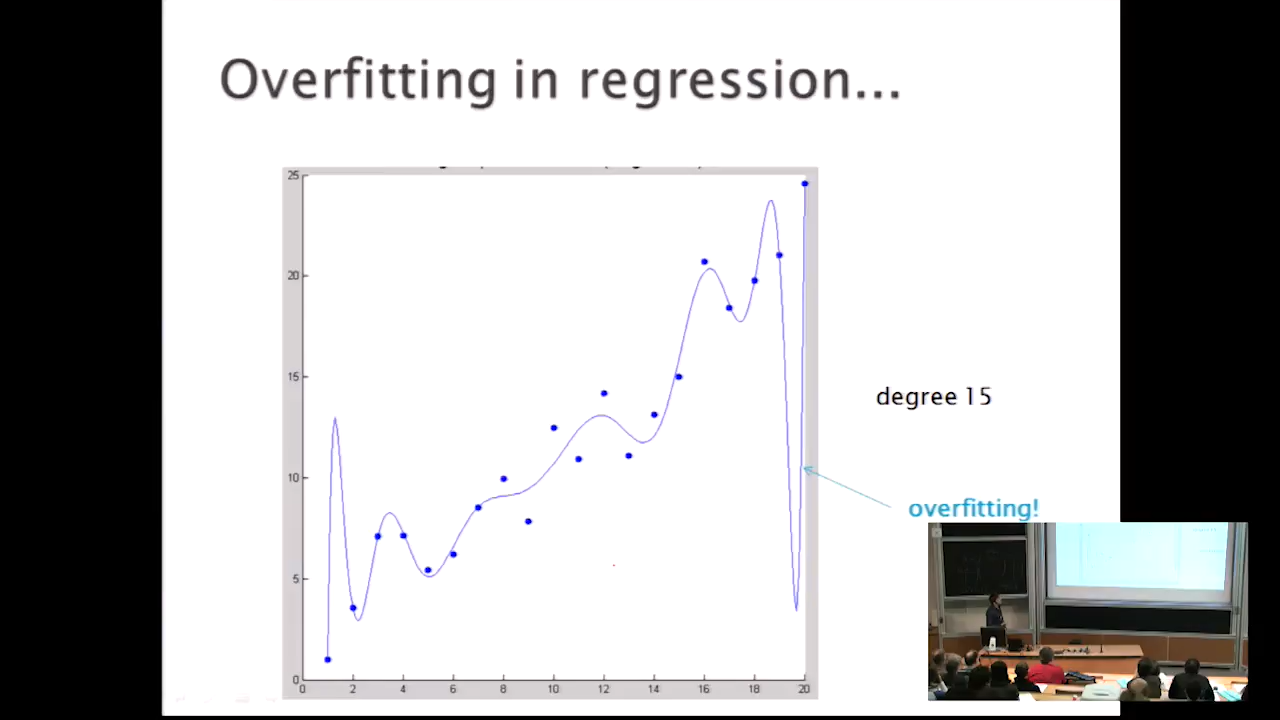 Overfitting in regression...
25
20
15
10
5
0
0 2 4 6 8 10 12 14 16 18 20
degree 15
overfitting!